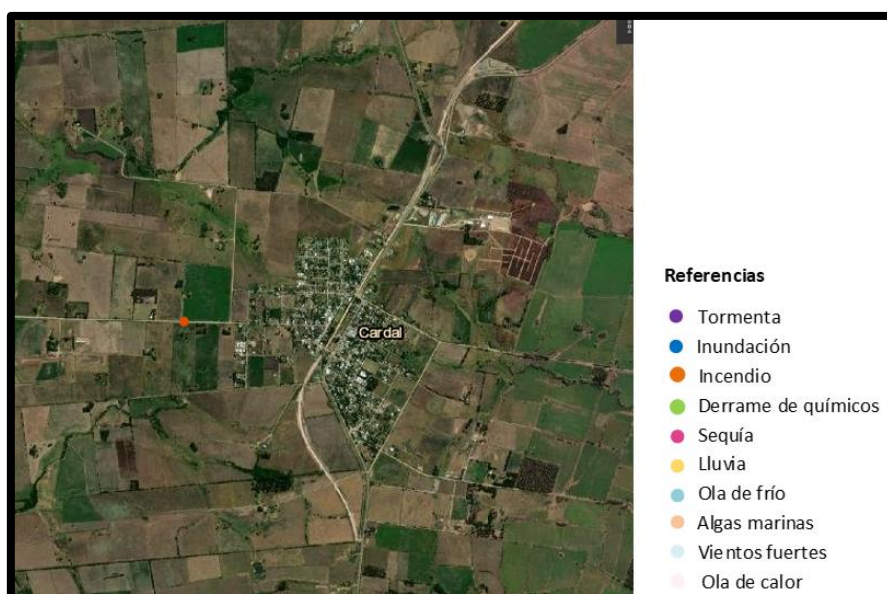 Cardal
Referencias
Tormenta
Inundación
Incendio
Derrame de químicos
Sequía
Lluvia
Ola de frío
Algas marinas
Vientos fuertes
Ola de calor